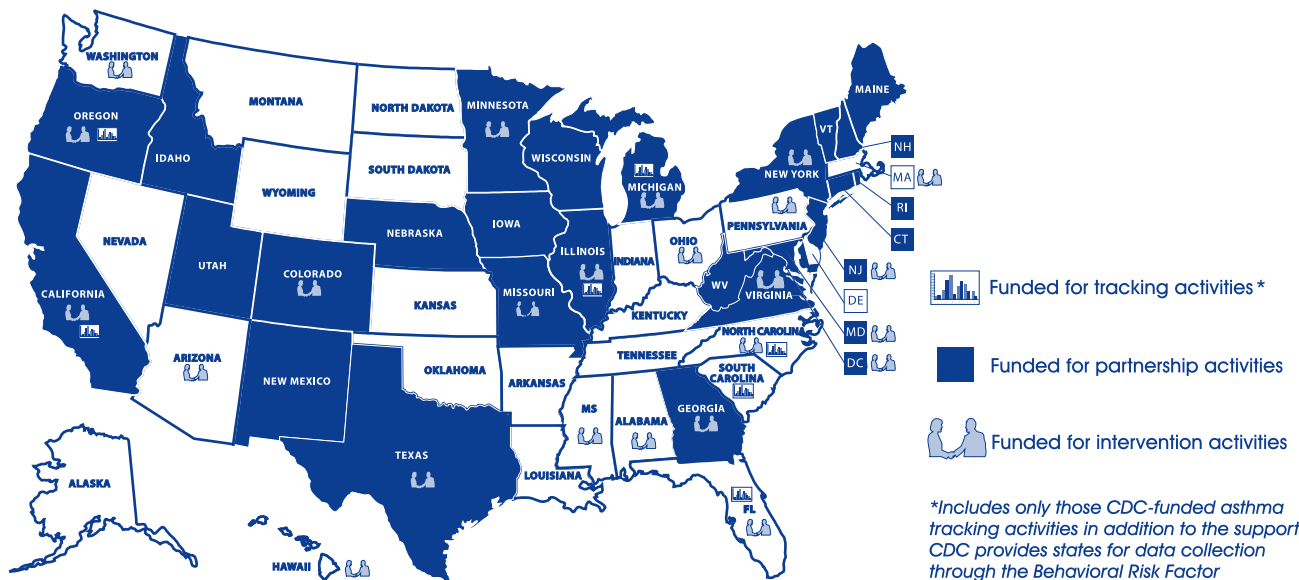 WASHINGTON
MONTANA
NORTH DAKOTA
MINNESOTA
MAINE
OREGON
IDAHO
SOUTH DAKOTA
WISCONSIN
MICHIGAN
NEW YORK
VT
NH
MA
RI
CT
WYOMING
IOWA
PENNSYLVANIA
NEVADA
NEBRASKA
ILLINOIS
INDIANA
OHIO
NJ
DE
MD
DC
UTAH
COLORADO
CALIFORNIA
KANSAS
MISSOURI
WV
VIRGINIA
KENTUCKY
NORTH CAROLINA
ARIZONA
NEW MEXICO
OKLAHOMA
ARKANSAS
TENNESSEE
SOUTH
CAROLINA
MS
ALABAMA
GEORGIA
TEXAS
LOUISIANA
FL
ALASKA
HAWAII
Funded for tracking activities*
Funded for partnership activities
Funded for intervention activities
*Includes only those CDC-funded asthma
tracking activities in addition to the support
CDC provides states for data collection
through the Behavioral Risk Factor